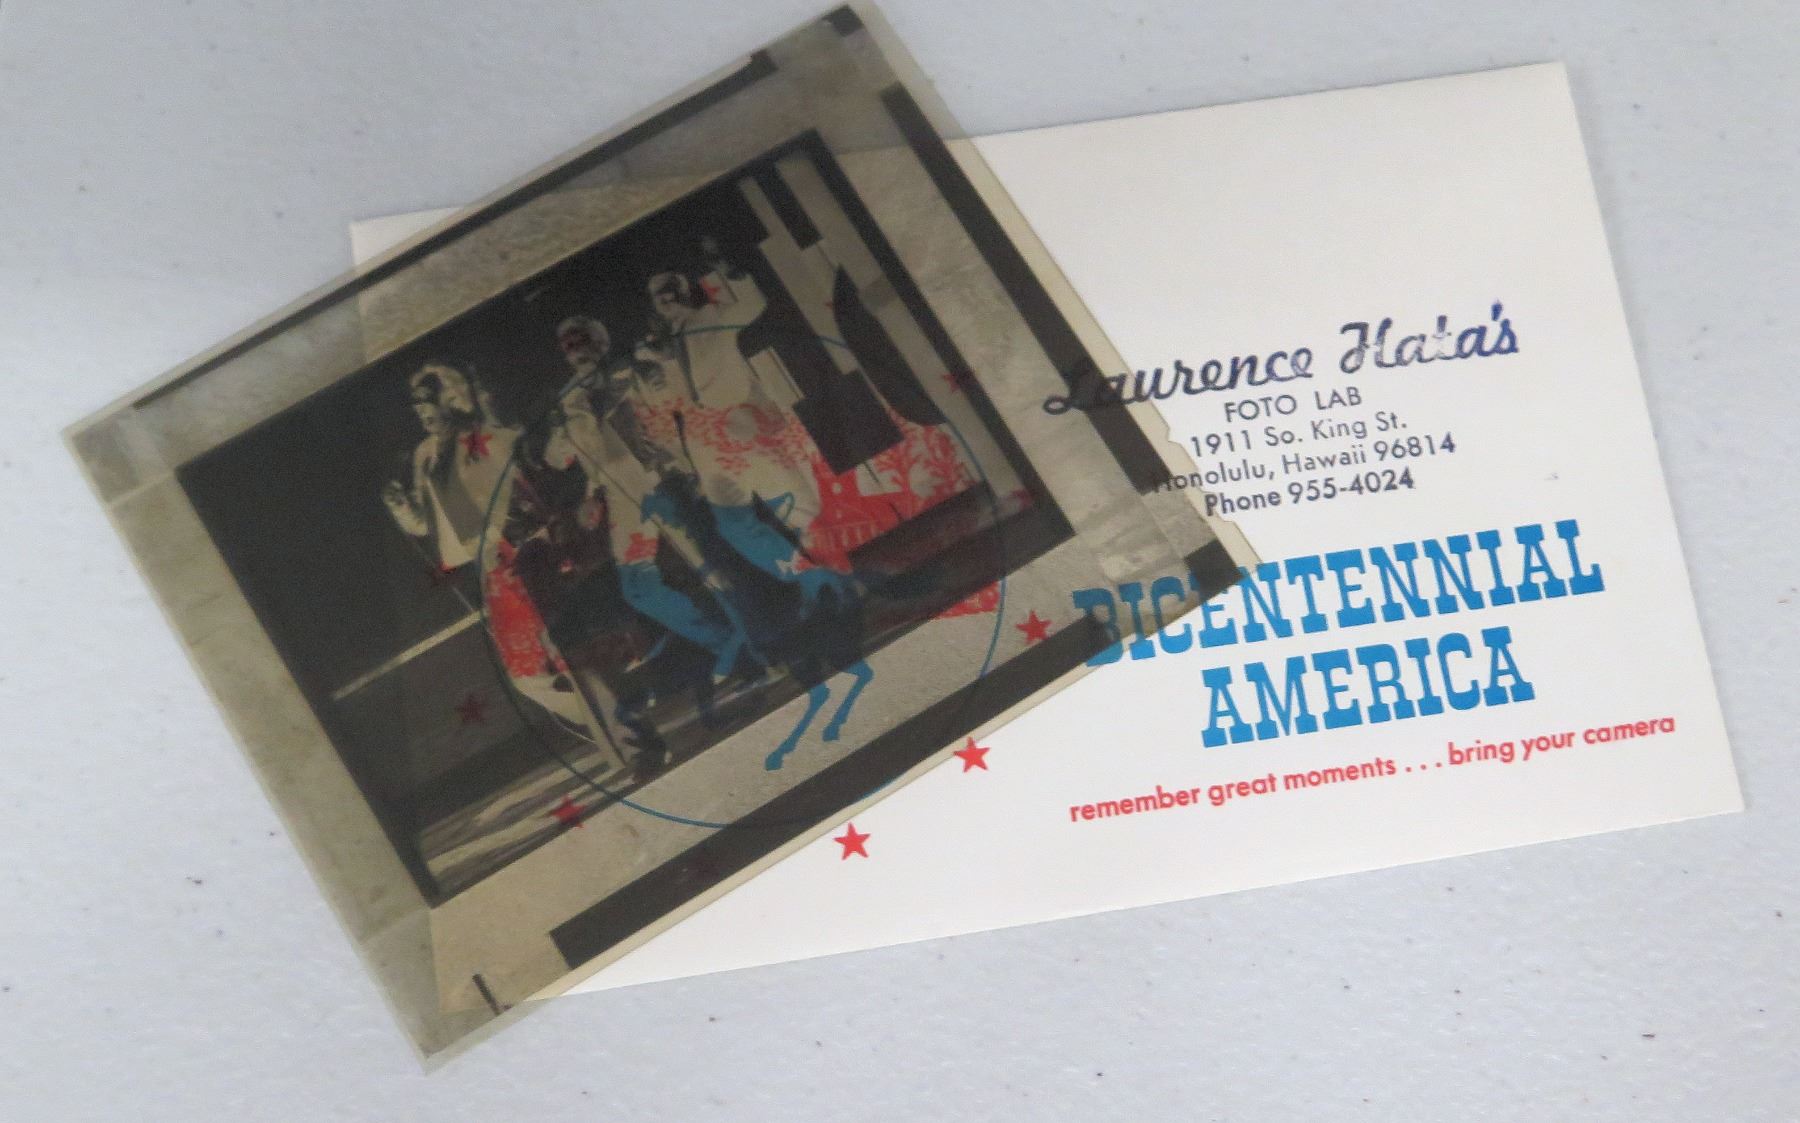 Laurence Hata's
FOTO LAB
1911 So. King St.
Honolulu, Hawaii 96814
Phone 955-4024
BICENTENNIAL
AMERICA
remember great moments . . . bring your camera